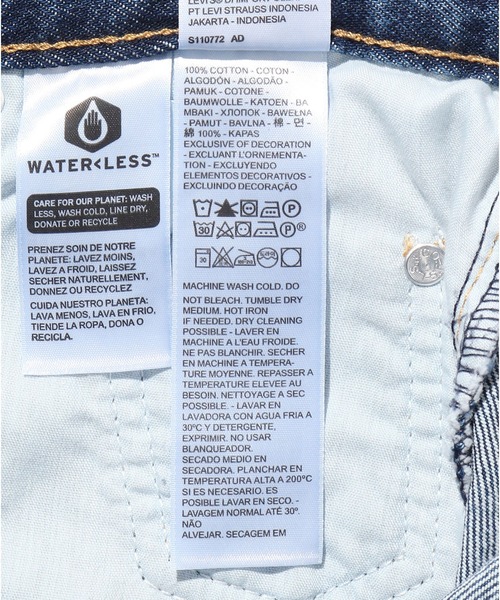 LEVI'S® DI IMPORT OLEH
PT LEVI STRAUSS INDONESIA
JAKARTA - INDONESIA
S110772 AD
WATER<LESS™
CARE FOR OUR PLANET: WASH
LESS, WASH COLD, LINE DRY,
DONATE OR RECYCLE
PRENEZ SOIN DE NOTRE
PLANETE: LAVEZ MOINS,
LAVEZ A FROID, LAISSEZ
SECHER NATURELLEMENT,
DONNEZ OU RECYCLEZ
CUIDA NUESTRO PLANETA:
LAVA MENOS, LAVA EN FRIO,
TIENDE LA ROPA, DONA O
RECICLA.
100% COTTON - COTON -
ALGODÓN - ALGODÃO -
PAMUK - COTONE -
BAUMWOLLE - KATOEN - BA
MBAKI - ХЛОПОК - BAWEŁNA
- PAMUT - BAVLNA - 棉 - 면 -
綿 100% - KAPAS
EXCLUSIVE OF DECORATION
- EXCLUANT L'ORNEMENTA-
TION - EXCLUYENDO
ELEMENTOS DECORATIVOS -
EXCLUINDO DECORAÇÃO
P
30 P®
30
MACHINE WASH COLD. DO
NOT BLEACH. TUMBLE DRY
MEDIUM. HOT IRON
IF NEEDED. DRY CLEANING
POSSIBLE - LAVER EN
MACHINE A L'EAU FROIDE.
NE PAS BLANCHIR. SECHER
EN MACHINE A TEMPERA-
TURE MOYENNE. REPASSER A
TEMPERATURE ELEVEE AU
BESOIN. NETTOYAGE A SEC
POSSIBLE. - LAVAR EN
LAVADORA CON AGUA FRIA A
30ºC Y DETERGENTE,
EXPRIMIR. NO USAR
BLANQUEADOR.
SECADO MEDIO EN
SECADORA. PLANCHAR EN
TEMPERATURA ALTA A 200ºC
SI ES NECESARIO. ES
POSIBLE LAVAR EN SECO. -
LAVAGEM NORMAL ATÉ 30º.
NÃO
ALVEJAR. SECAGEM EM